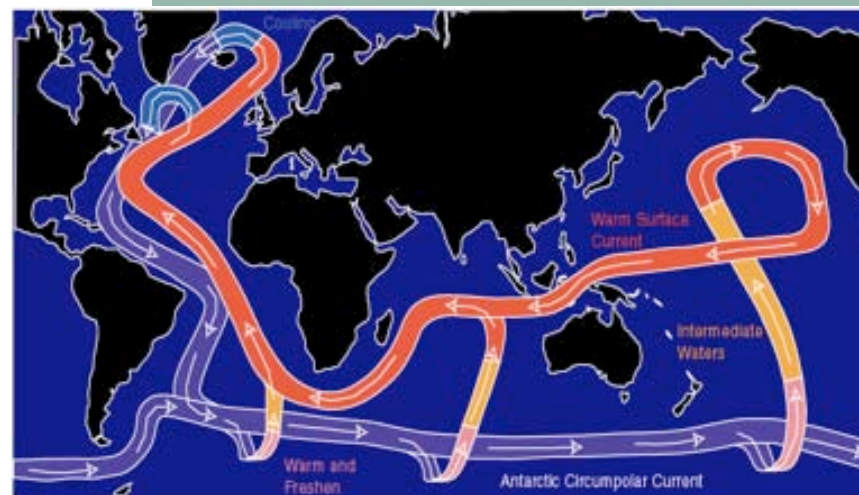 Cooling
Warm Surface
Current
Intermediate
Waters
Warm and
Freshen
Antarctic Circumpolar Current